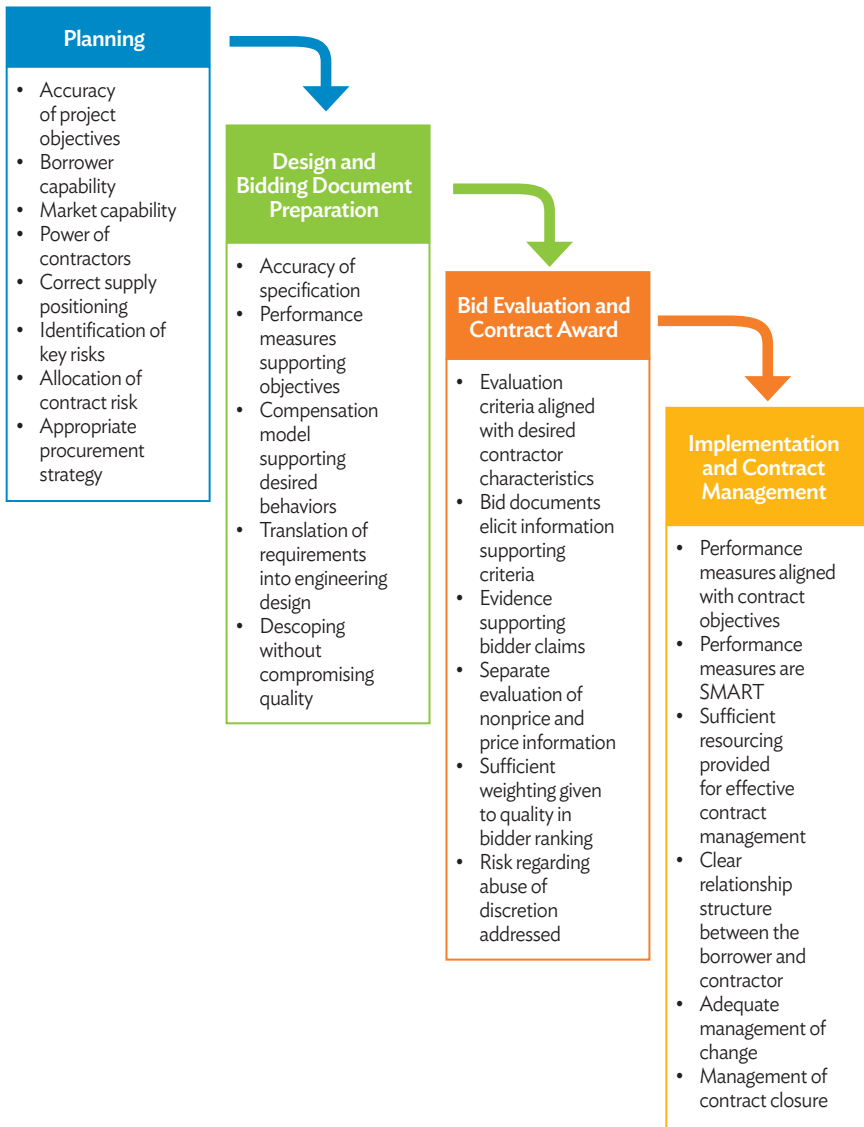 Planning
• Accuracy
of project
objectives
• Borrower
capability
• Market capability
• Power of
contractors
• Correct supply
positioning
• Identification of
key risks
• Allocation of
contract risk
• Appropriate
procurement
strategy
Design and
Bidding Document
Preparation
• Accuracy of
specification
• Performance
measures
supporting
objectives
• Compensation
model
supporting
desired
behaviors
• Translation of
requirements
into engineering
design
• Descoping
without
compromising
quality
Bid Evaluation and
Contract Award
• Evaluation
criteria aligned
with desired
contractor
characteristics
• Bid documents
elicit information
supporting
criteria
• Evidence
supporting
bidder claims
• Separate
evaluation of
nonprice and
price information
• Sufficient
weighting given
to quality in
bidder ranking
• Risk regarding
abuse of
discretion
addressed
Implementation
and Contract
Management
• Performance
measures aligned
with contract
objectives
• Performance
measures are
SMART
• Sufficient
resourcing
provided
for effective
contract
management
• Clear
relationship
structure
between the
borrower and
contractor
• Adequate
management of
change
• Management of
contract closure